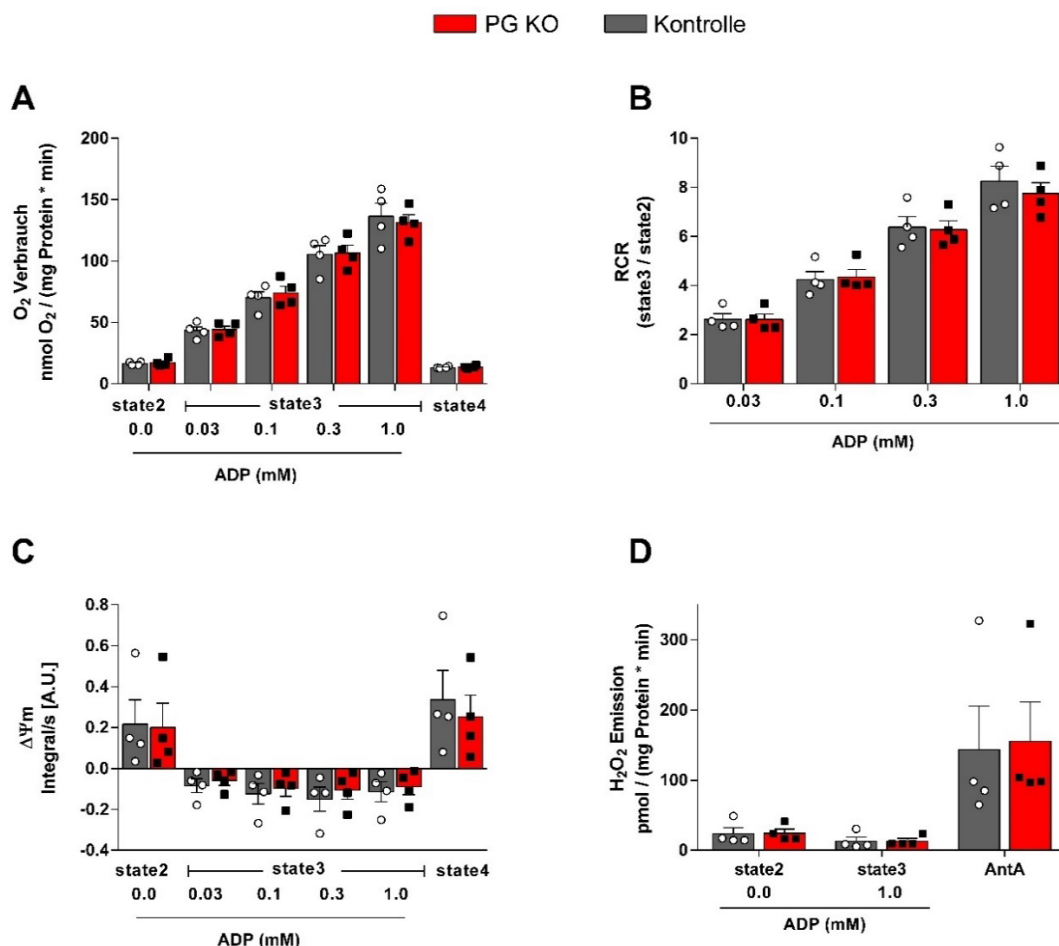 PG KO Kontrolle
A
O₂ Verbrauch
nmol O₂ / (mg Protein * min)
200
150
100
50
0
state2 state3 state4
0.0 0.03 0.1 0.3 1.0
ADP (mM)
B
RCR
(state3 / state2)
10
8
6
4
2
0
0.03 0.1 0.3 1.0
ADP (mM)
C
ΔΨm
Integral/s [A.U.]
0.8
0.6
0.4
0.2
0.0
-0.2
-0.4
state2 state3 state4
0.0 0.03 0.1 0.3 1.0
ADP (mM)
D
H₂O₂ Emission
pmol / (mg Protein * min)
300
200
100
0
state2 state3 AntA
0.0 1.0
ADP (mM)